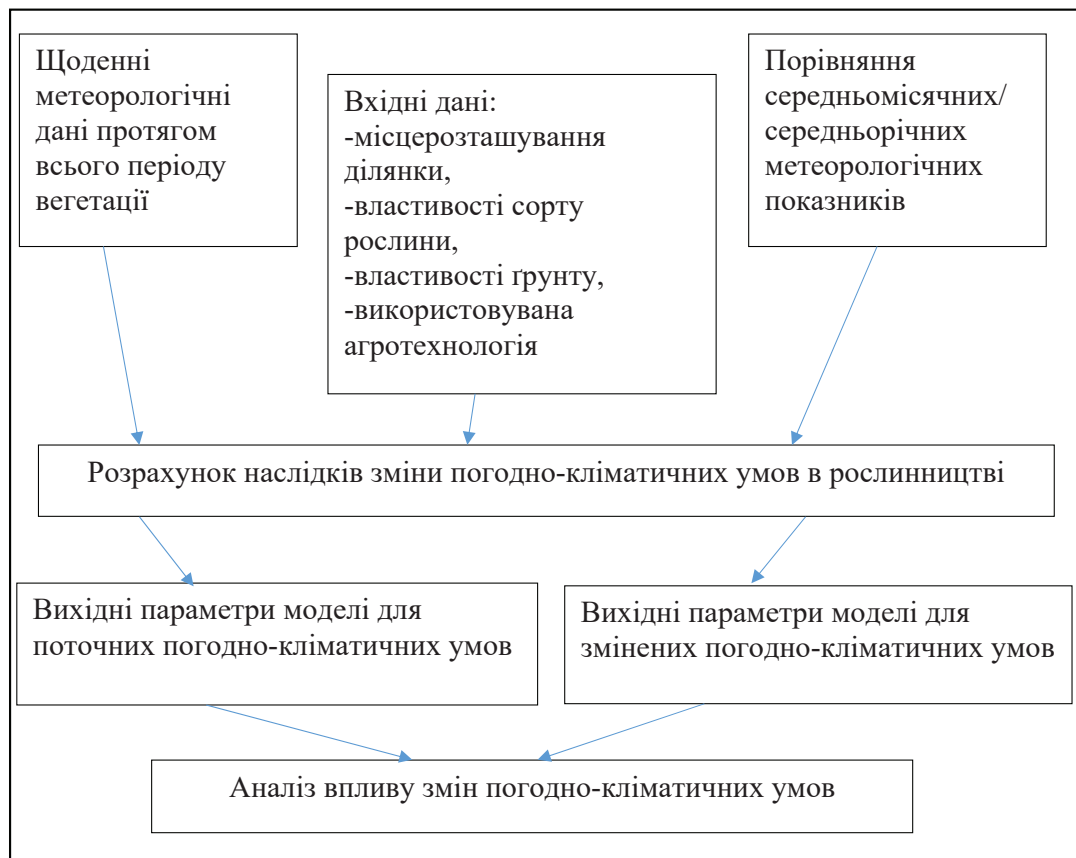 Щоденні
метеорологічні
дані протягом
всього періоду
вегетації
Вхідні дані:
-місцерозташування
ділянки,
-властивості сорту
рослини,
-властивості ґрунту,
-використовувана
агротехнологія
Порівняння
середньомісячних/
середньорічних
метеорологічних
показників
Розрахунок наслідків зміни погодно-кліматичних умов в рослинництві
Вихідні параметри моделі для
поточних погодно-кліматичних умов
Вихідні параметри моделі для
змінених погодно-кліматичних умов
Аналіз впливу змін погодно-кліматичних умов